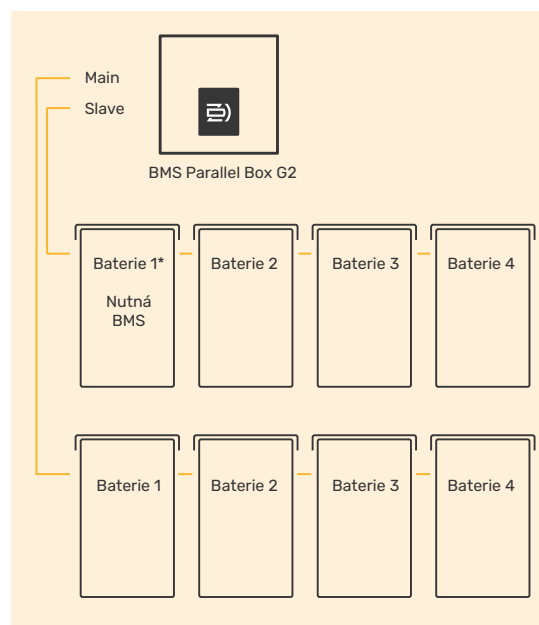 Main
Slave
BMS Parallel Box G2
Baterie 1*
Nutná
BMS
Baterie 2
Baterie 3
Baterie 4
Baterie 1
Baterie 2
Baterie 3
Baterie 4